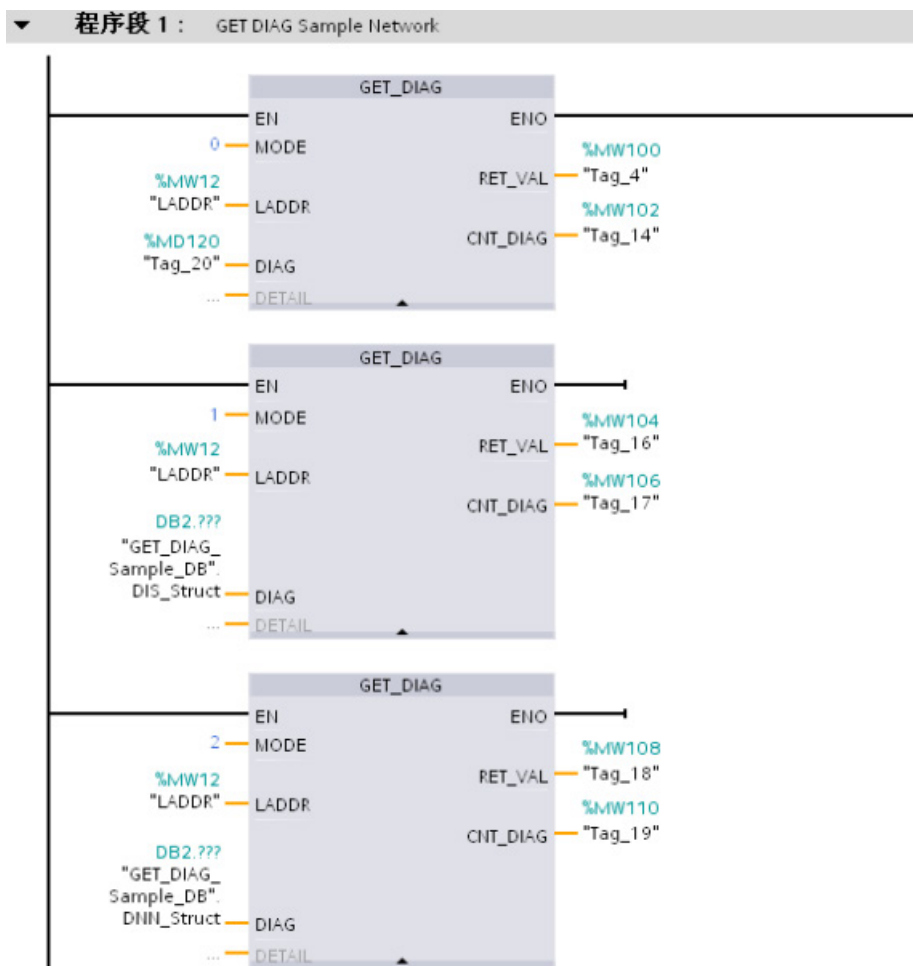 程序段 1： GET DIAG Sample Network
GET_DIAG
EN ENO
0 MODE
%MW100
RET_VAL "Tag_4"
%MW12
"LADDR" LADDR
%MW102
CNT_DIAG "Tag_14"
%MD120
"Tag_20" DIAG
... DETAIL
GET_DIAG
EN ENO
1 MODE
%MW104
RET_VAL "Tag_16"
%MW12
"LADDR" LADDR
%MW106
CNT_DIAG "Tag_17"
DB2.???
"GET_DIAG_
Sample_DB".
DIS_Struct DIAG
... DETAIL
GET_DIAG
EN ENO
2 MODE
%MW108
RET_VAL "Tag_18"
%MW12
"LADDR" LADDR
%MW110
CNT_DIAG "Tag_19"
DB2.???
"GET_DIAG_
Sample_DB".
DNN_Struct DIAG
... DETAIL